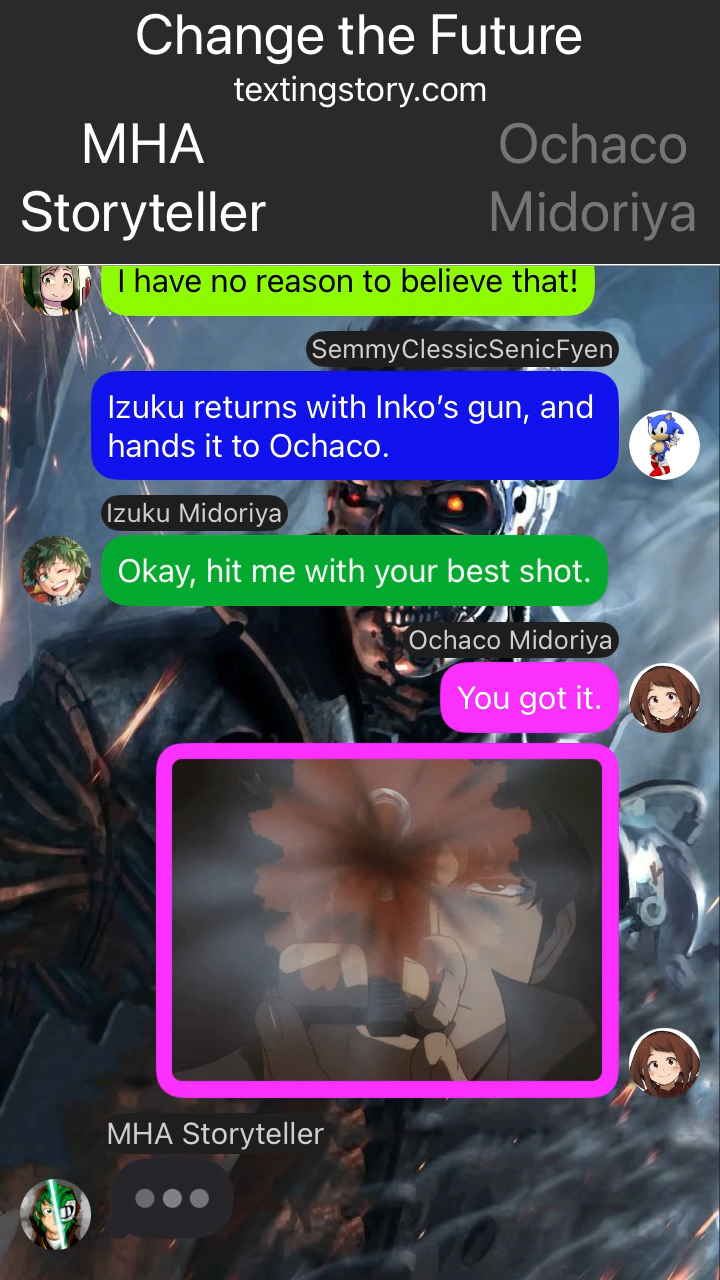 Change the Future
textingstory.com
MHA
Storyteller
Ochaco
Midoriya
I have no reason to believe that!
SemmyClessicSenicFyen
Izuku returns with Inko’s gun, and
hands it to Ochaco.
Izuku Midoriya
Okay, hit me with your best shot.
Ochaco Midoriya
You got it.
MHA Storyteller